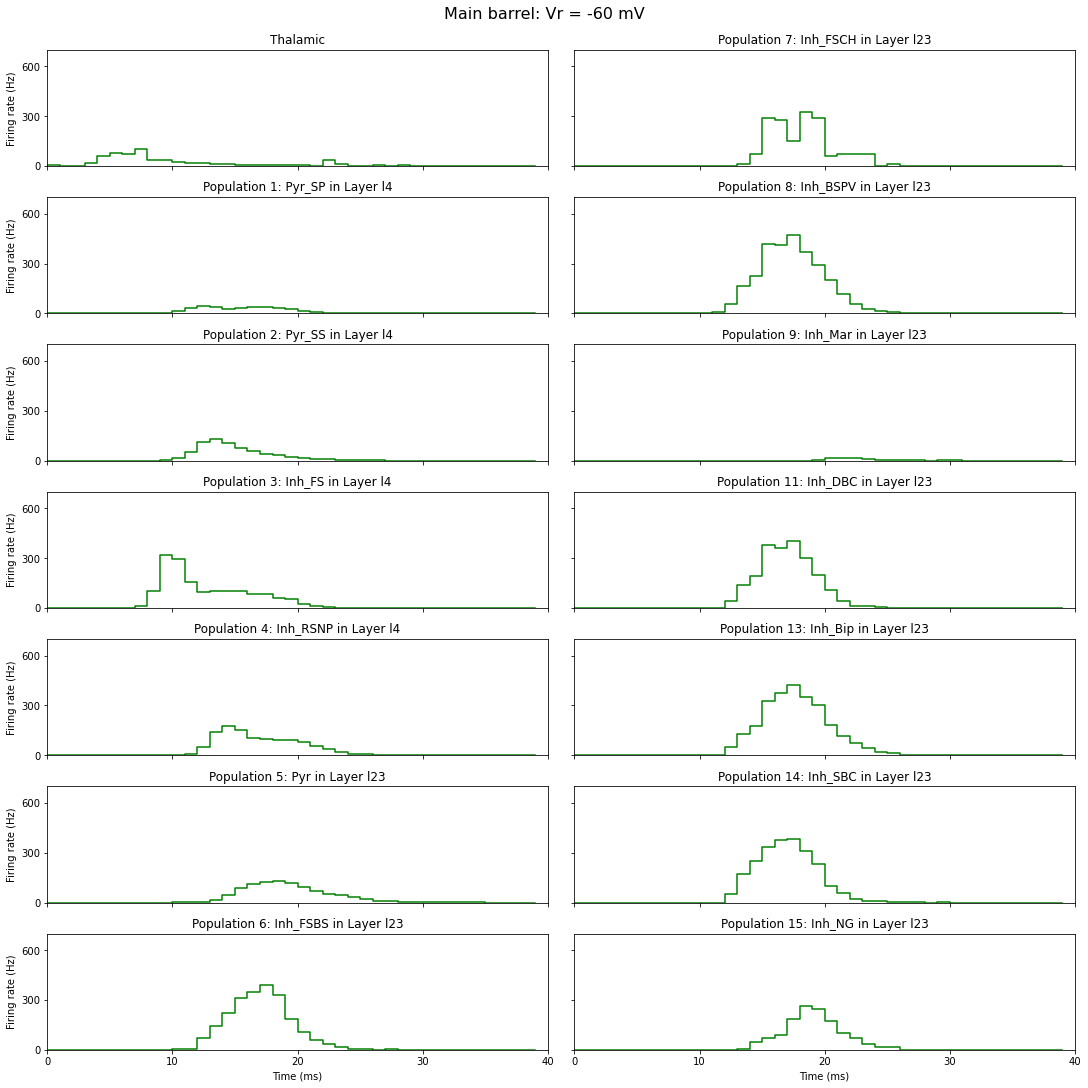 Main barrel: Vr = -60 mV
Thalamic
600
300
0
Firing rate (Hz)
Population 1: Pyr_SP in Layer l4
600
300
0
Firing rate (Hz)
Population 2: Pyr_SS in Layer l4
600
300
0
Firing rate (Hz)
Population 3: Inh_FS in Layer l4
600
300
0
Firing rate (Hz)
Population 4: Inh_RSNP in Layer l4
600
300
0
Firing rate (Hz)
Population 5: Pyr in Layer l23
600
300
0
Firing rate (Hz)
Population 6: Inh_FSBS in Layer l23
600
300
0
Firing rate (Hz)
0 10 20 30 40
Time (ms)
Population 7: Inh_FSCH in Layer l23
Population 8: Inh_BSPV in Layer l23
Population 9: Inh_Mar in Layer l23
Population 11: Inh_DBC in Layer l23
Population 13: Inh_Bip in Layer l23
Population 14: Inh_SBC in Layer l23
Population 15: Inh_NG in Layer l23
0 10 20 30 40
Time (ms)